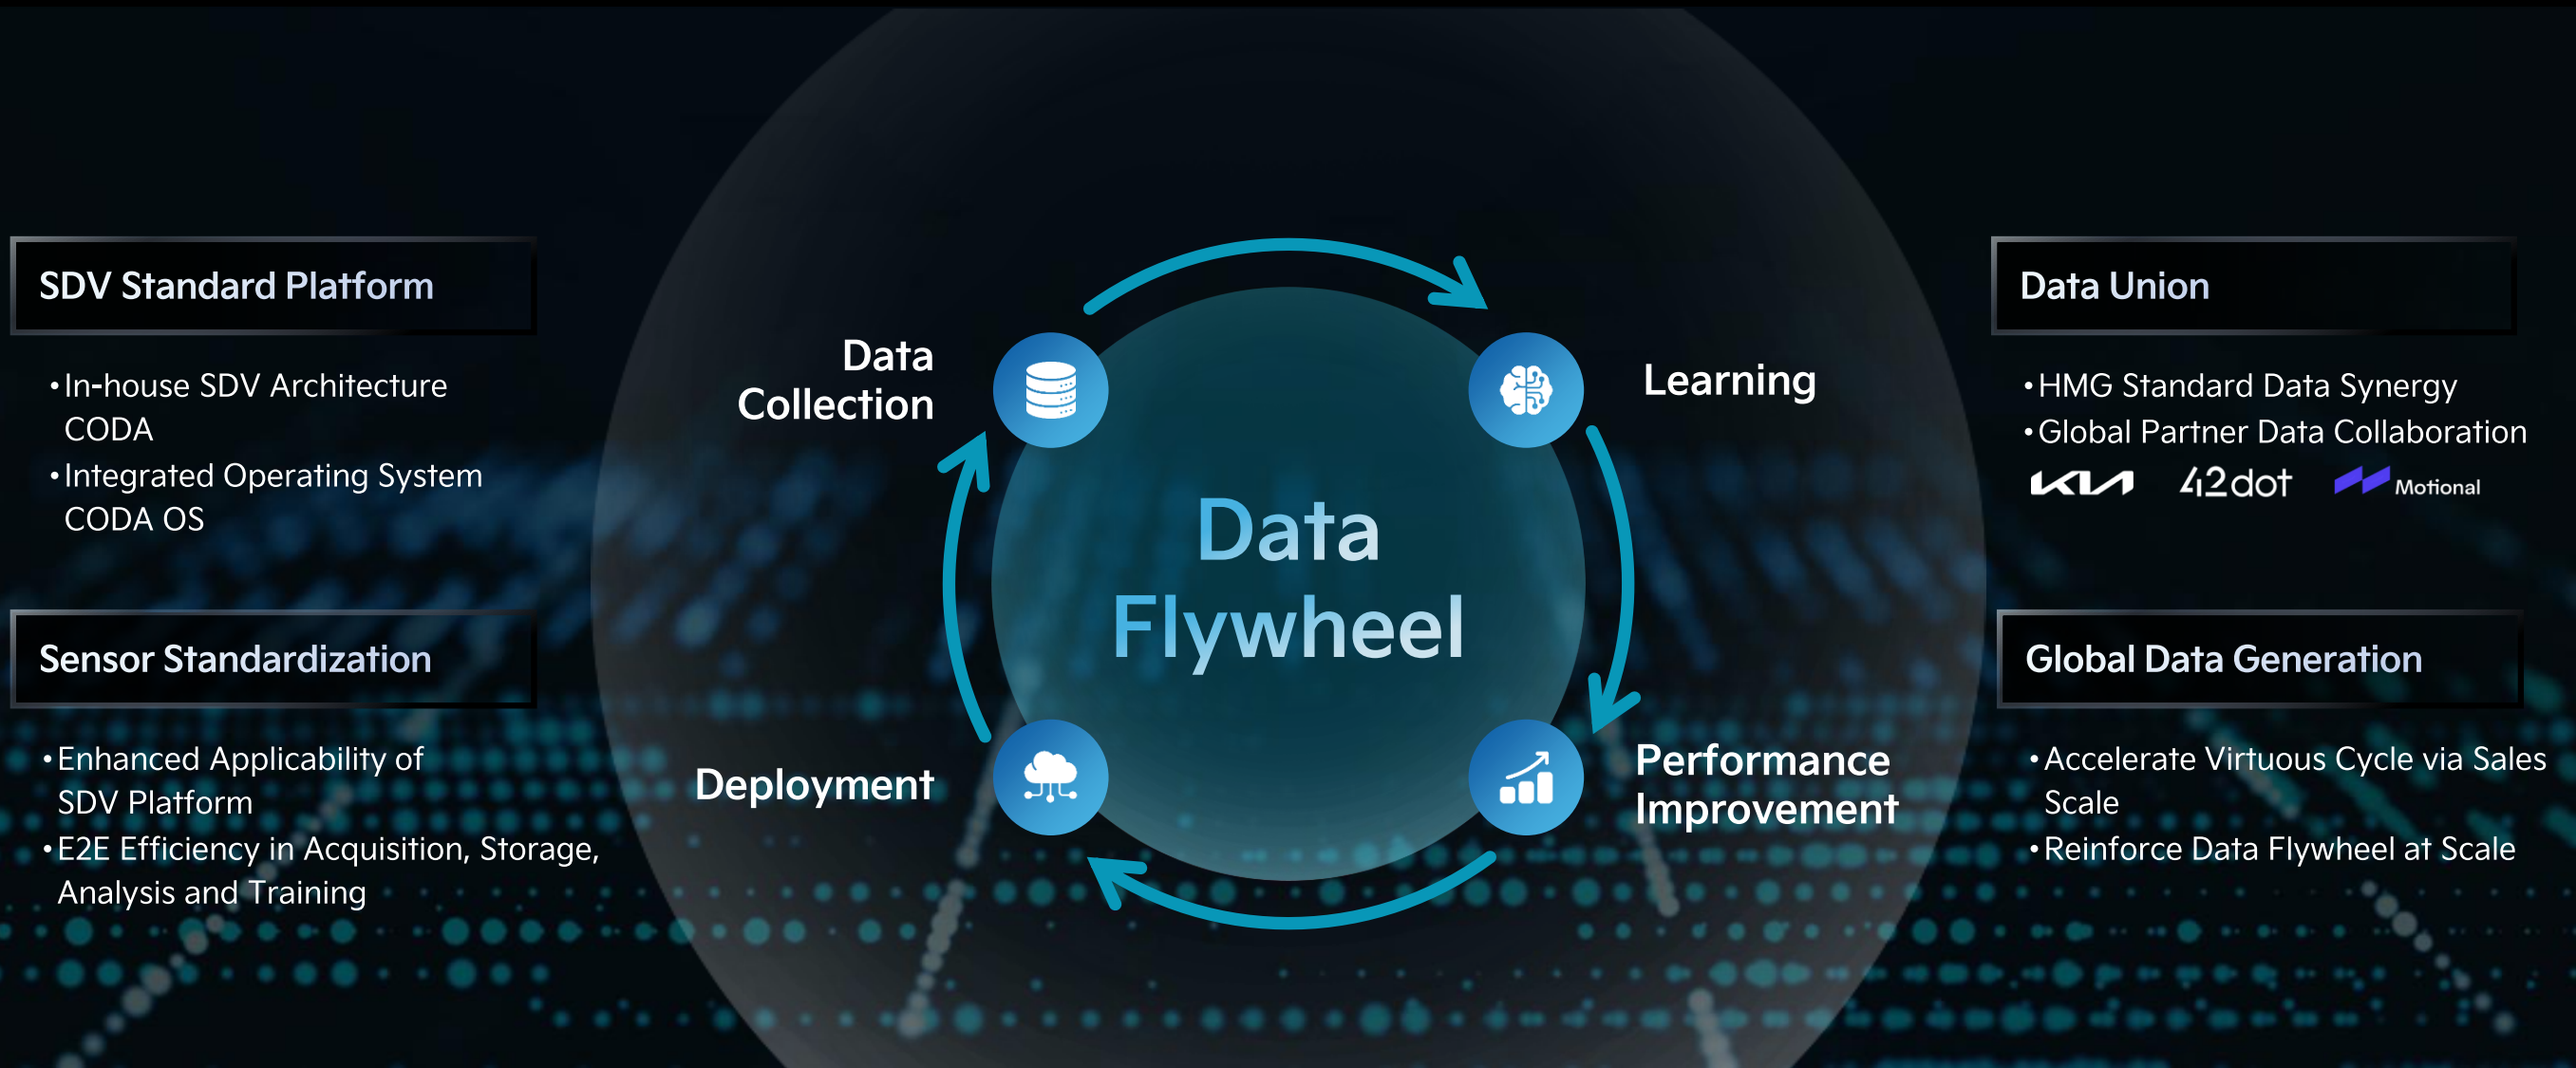 SDV Standard Platform
•In-house SDV Architecture
CODA
•Integrated Operating System
CODA OS
Sensor Standardization
•Enhanced Applicability of
SDV Platform
•E2E Efficiency in Acquisition, Storage,
Analysis and Training
Data
Collection
Learning
Data
Flywheel
Deployment
Performance
Improvement
Data Union
•HMG Standard Data Synergy
•Global Partner Data Collaboration
KIA 42dot Motional
Global Data Generation
•Accelerate Virtuous Cycle via Sales
Scale
•Reinforce Data Flywheel at Scale